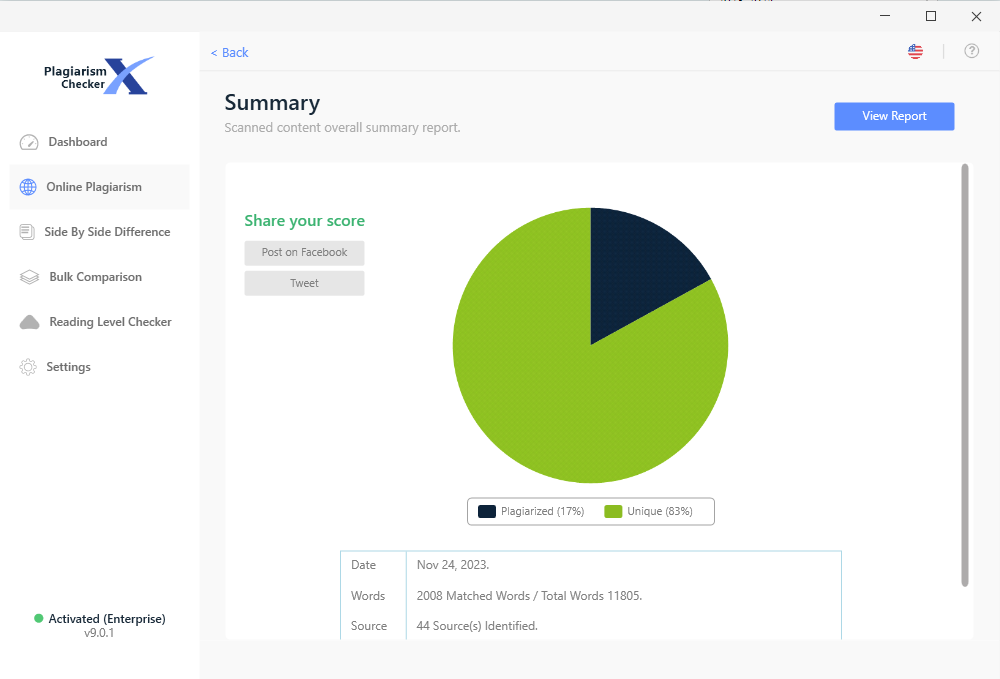 < Back
Plagiarism
Checker
Dashboard
Online Plagiarism
Side By Side Difference
Bulk Comparison
Reading Level Checker
Settings
Activated (Enterprise)
v9.0.1
Summary
Scanned content overall summary report.
View Report
Share your score
Post on Facebook
Tweet
Plagiarized (17%) Unique (83%)
Date Nov 24, 2023.
Words 2008 Matched Words / Total Words 11805.
Source 44 Source(s) Identified.